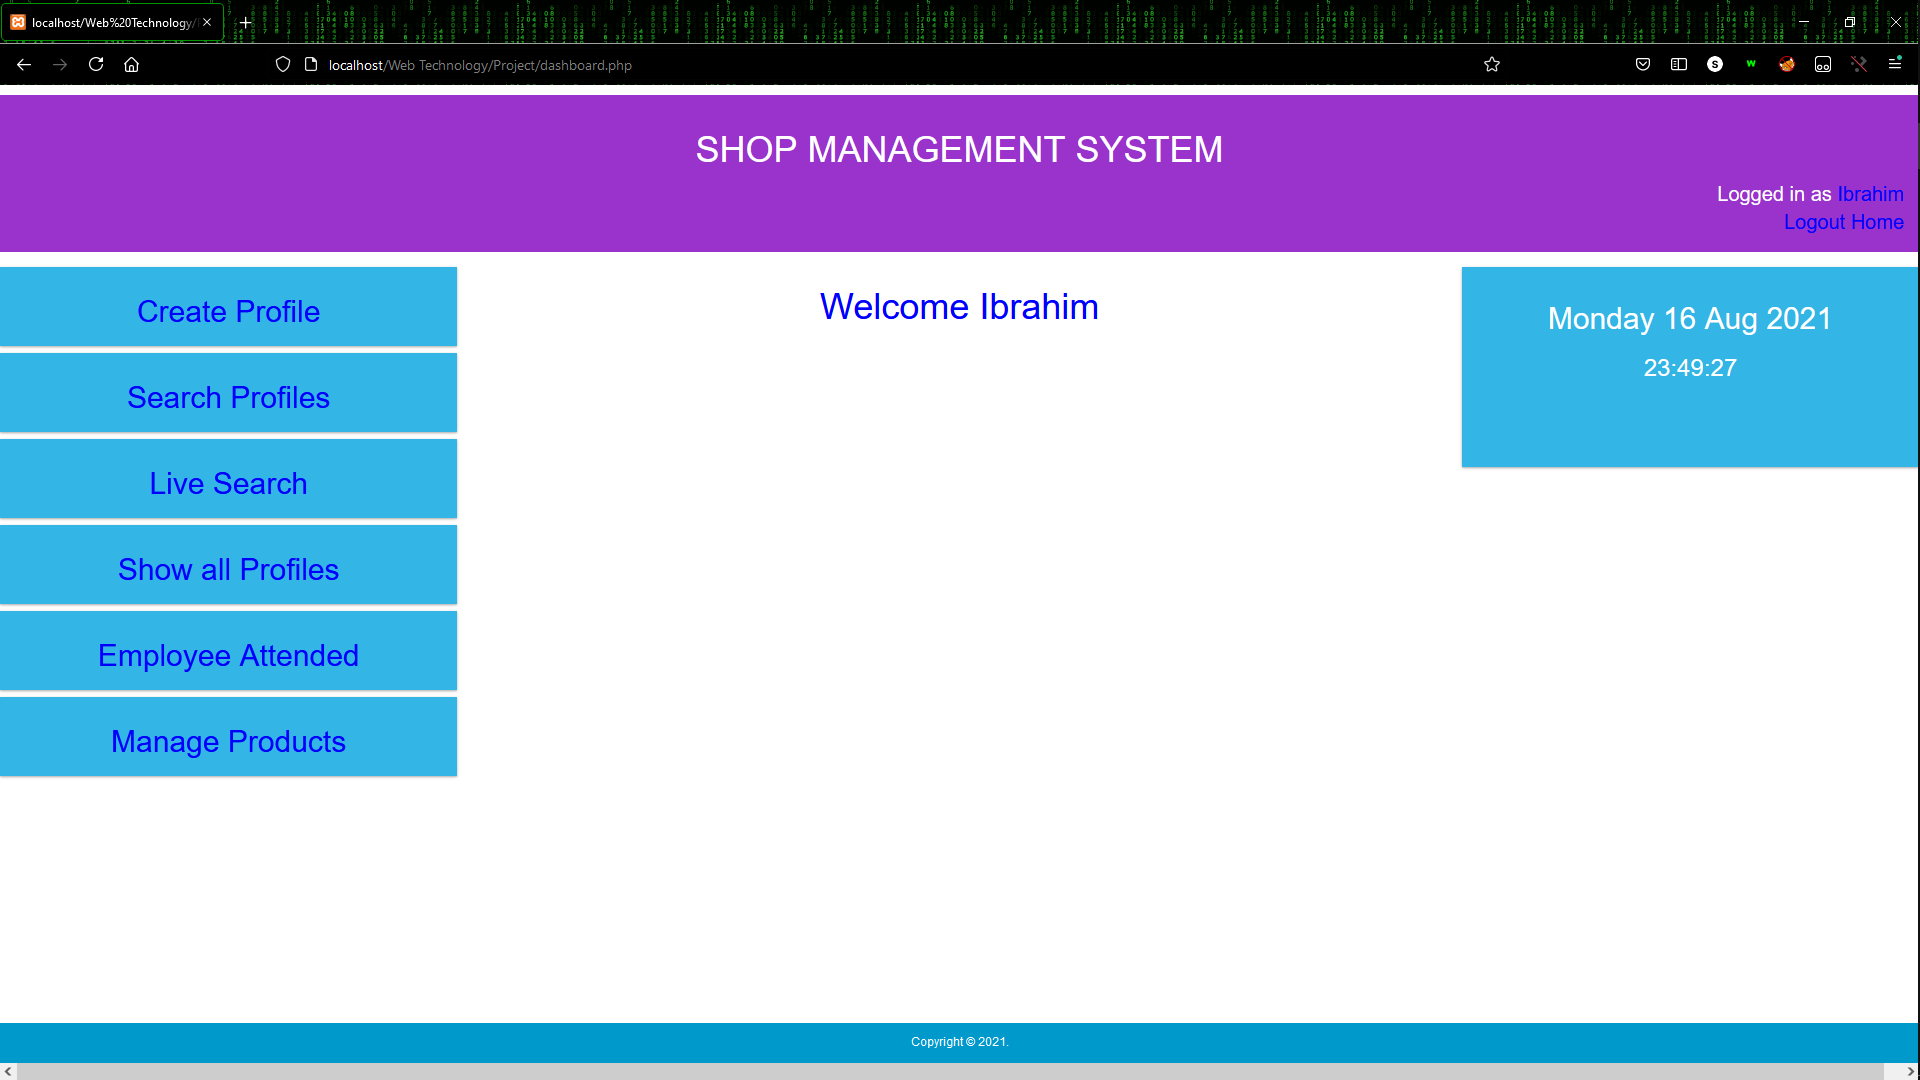 localhost/Web%20Technology/
localhost/Web Technology/Project/dashboard.php
SHOP MANAGEMENT SYSTEM
Logged in as Ibrahim
Logout Home
Create Profile
Search Profiles
Live Search
Show all Profiles
Employee Attended
Manage Products
Welcome Ibrahim
Monday 16 Aug 2021
23:49:27
Copyright © 2021.